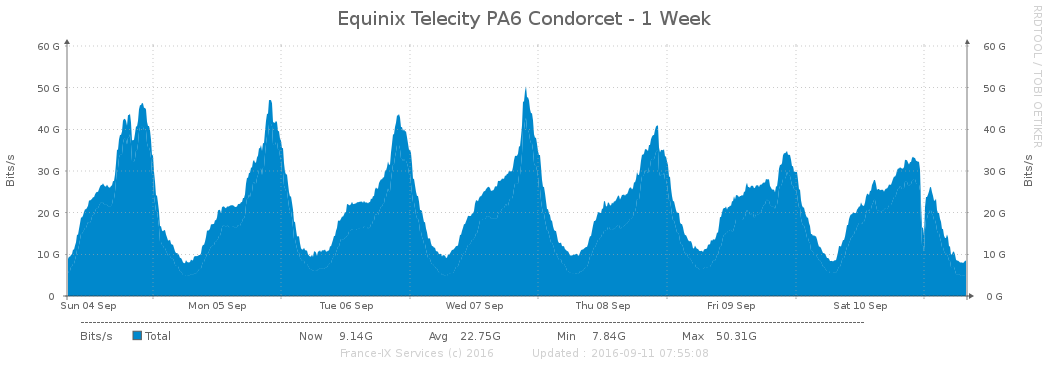 Equinix Telecity PA6 Condorcet - 1 Week
RRDTOOL / TOBI OETIKER
60 G 60 G
50 G 50 G
40 G 40 G
30 G 30 G
20 G 20 G
10 G 10 G
0 0 G
Bits/s
Bits/s
Sun 04 Sep Mon 05 Sep Tue 06 Sep Wed 07 Sep Thu 08 Sep Fri 09 Sep Sat 10 Sep
Bits/s Total Now 9.14G Avg 22.75G Min 7.84G Max 50.31G
France-IX Services (c) 2016 Updated : 2016-09-11 07:55:08